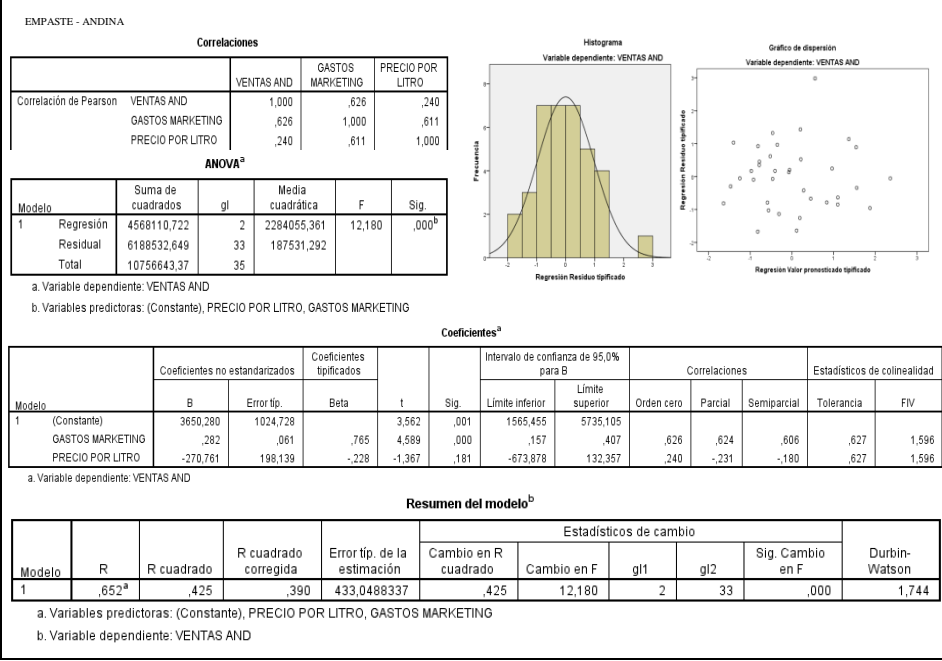 EMPASTE - ANDINA
Correlaciones
VENTAS AND GASTOS MARKETING PRECIO POR LITRO
Correlación de Pearson VENTAS AND 1,000 ,626 ,240
GASTOS MARKETING ,626 1,000 ,611
PRECIO POR LITRO ,240 ,611 1,000
ANOVAa
Modelo Suma de cuadrados gl Media cuadrática F Sig.
1 Regresión 4568110,722 2 2284055,361 12,180 ,000b
Residual 6188532,649 33 187531,292
Total 10756643,37 35
a. Variable dependiente: VENTAS AND
b. Variables predictoras: (Constante), PRECIO POR LITRO, GASTOS MARKETING
Histograma
Variable dependiente: VENTAS AND
Frecuencia
-2 -1 0 1 2 3
Regresión Residuo tipificado
Gráfico de dispersión
Variable dependiente: VENTAS AND
Regresión Residuo tipificado
-2 -1 0 1 2 3
Regresión Valor pronosticado tipificado
Coeficientesa
Modelo Coeficientes no estandarizados Coeficientes tipificados t Sig. Intervalo de confianza de 95,0% para B Correlaciones Estadísticos de colinealidad
B Error típ. Beta Límite inferior Límite superior Orden cero Parcial Semiparcial Tolerancia FIV
1 (Constante) 3650,280 1024,728 3,562 ,001 1565,455 5735,105
GASTOS MARKETING ,282 ,061 ,765 4,589 ,000 ,157 ,407 ,626 ,624 ,606 ,627 1,596
PRECIO POR LITRO -270,761 198,139 -,228 -1,367 ,181 -673,878 132,357 ,240 -,231 -,180 ,627 1,596
a. Variable dependiente: VENTAS AND
Resumen del modelob
Modelo R R cuadrado R cuadrado corregida Error típ. de la estimación Estadísticos de cambio Durbin-Watson
Cambio en R cuadrado Cambio en F gl1 gl2 Sig. Cambio en F
1 ,652a ,425 ,390 433,0488337 ,425 12,180 2 33 ,000 1,744
a. Variables predictoras: (Constante), PRECIO POR LITRO, GASTOS MARKETING
b. Variable dependiente: VENTAS AND